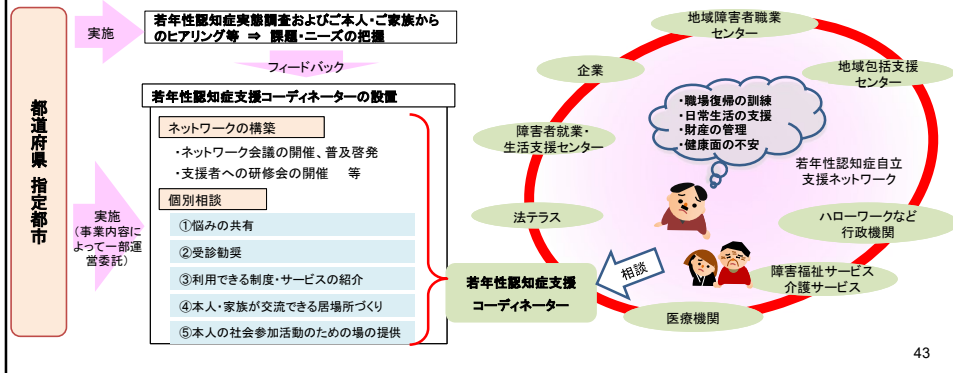 都道府県 指定都市
実施
若年性認知症実態調査およびご本人・ご家族から
のヒアリング等 ⇒ 課題・ニーズの把握
フィードバック
若年性認知症支援コーディネーターの設置
ネットワークの構築
・ネットワーク会議の開催、普及啓発
・支援者への研修会の開催 等
実施
(事業内容に
よって一部運
営委託)
個別相談
①悩みの共有
②受診勧奨
③利用できる制度・サービスの紹介
④本人・家族が交流できる居場所づくり
⑤本人の社会参加活動のための場の提供
若年性認知症支援
コーディネーター
相談
地域障害者職業
センター
地域包括支援
センター
企業
障害者就業・
生活支援センター
法テラス
・職場復帰の訓練
・日常生活の支援
・財産の管理
・健康面の不安
若年性認知症自立
支援ネットワーク
ハローワークなど
行政機関
障害福祉サービス
介護サービス
医療機関
43